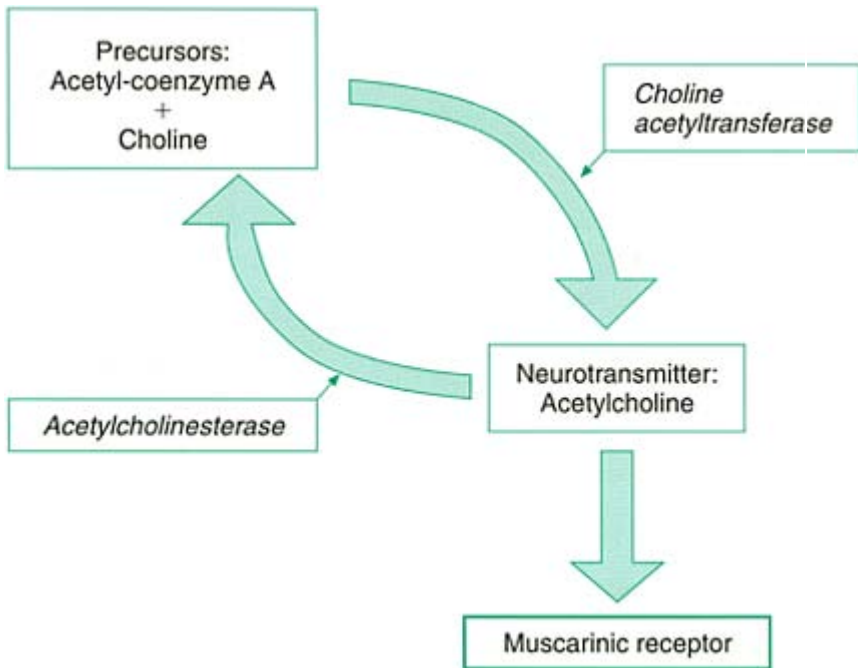 Precursors:
Acetyl-coenzyme A
+
Choline
Choline
acetyltransferase
Neurotransmitter:
Acetylcholine
Acetylcholinesterase
Muscarinic receptor